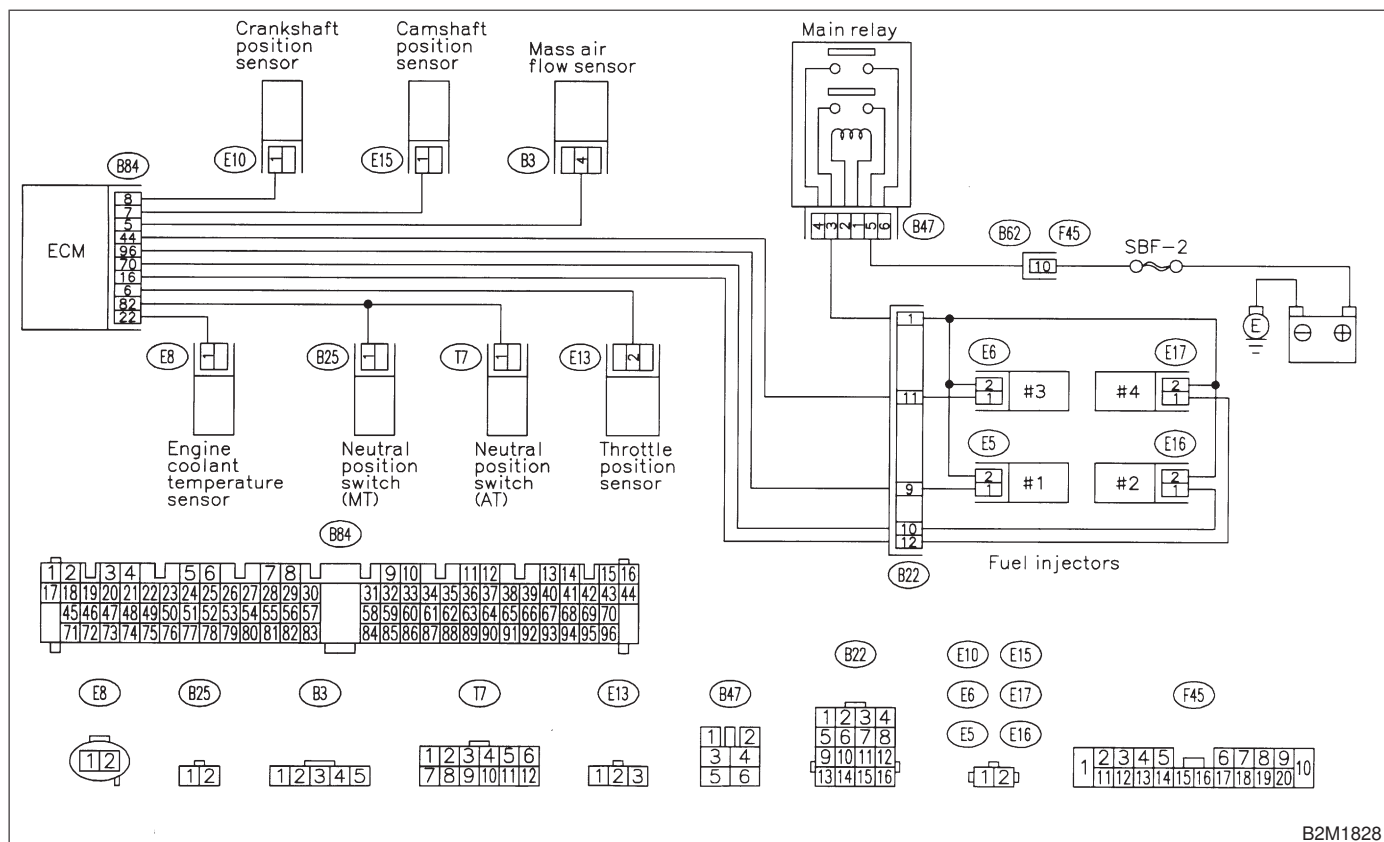 Crankshaft
position
sensor
Camshaft
position
sensor
Mass air
flow sensor
Main relay
E10
1
E15
1
B3
4
B84
ECM
8
7
5
44
96
70
16
6
82
22
4 3 2 1 5 6
B47
B62
F45
10
SBF-2
E
⊖ ⊕
E8
1
B25
1
T7
1
E13
2
Engine
coolant
temperature
sensor
Neutral
position
switch
(MT)
Neutral
position
switch
(AT)
Throttle
position
sensor
1
11
9
10
12
B22
E6
2
1
#3
E17
#4
2
1
E5
2
1
#1
E16
#2
2
1
Fuel injectors
B84
1 2 3 4 5 6 7 8 9 10 11 12 13 14 15 16
17 18 19 20 21 22 23 24 25 26 27 28 29 30 31 32 33 34 35 36 37 38 39 40 41 42 43 44
45 46 47 48 49 50 51 52 53 54 55 56 57 58 59 60 61 62 63 64 65 66 67 68 69 70
71 72 73 74 75 76 77 78 79 80 81 82 83 84 85 86 87 88 89 90 91 92 93 94 95 96
E8
1 2
B25
1 2
B3
1 2 3 4 5
T7
1 2 3 4 5 6
7 8 9 10 11 12
E13
1 2 3
B47
1 2
3 4
5 6
B22
1 2 3 4
5 6 7 8
9 10 11 12
13 14 15 16
E10 E15
E6 E17
E5 E16
1 2
F45
1 2 3 4 5 6 7 8 9 10
11 12 13 14 15 16 17 18 19 20
B2M1828